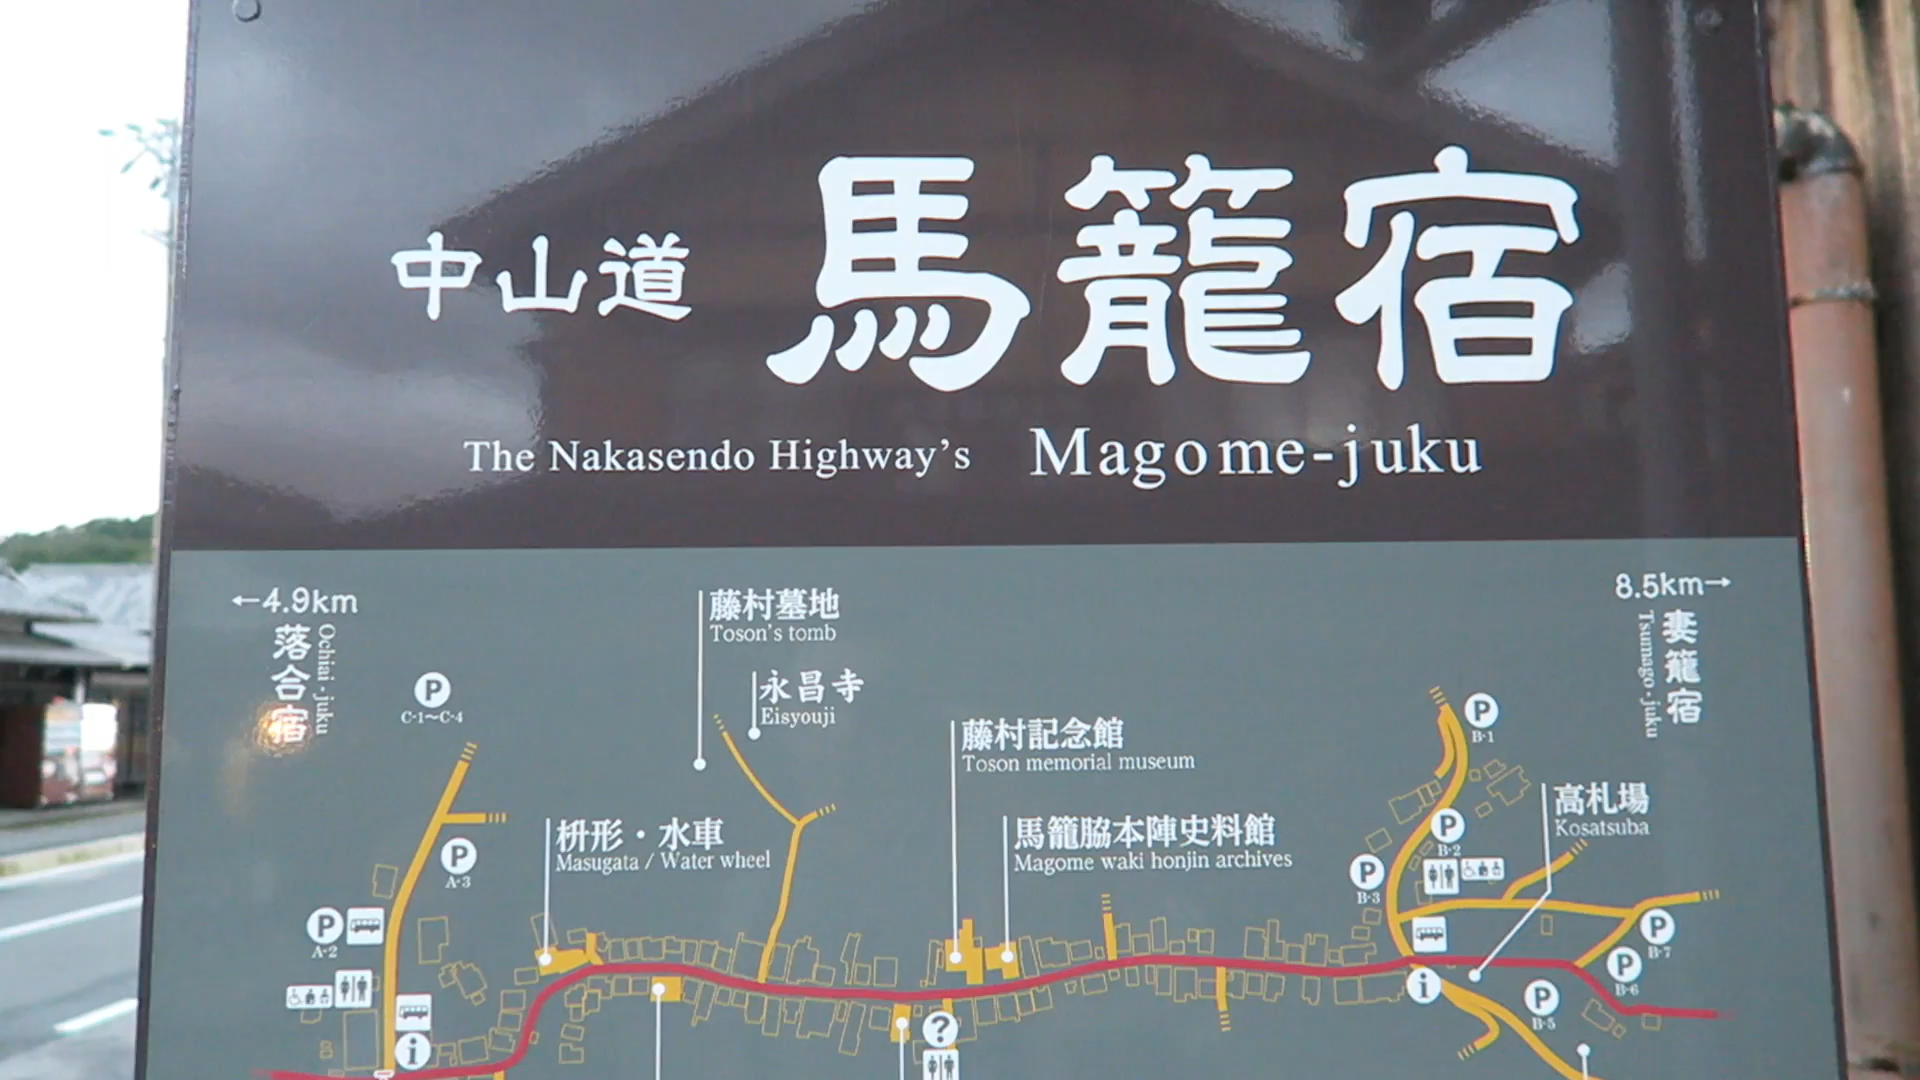 中山道 馬籠宿
The Nakasendo Highway's Magome-juku
←4.9km
落合宿
Ochiai-juku
8.5km→
妻籠宿
Tsumago-juku
藤村墓地
Toson's tomb
永昌寺
Eisyouji
P
C-1〜C-4
藤村記念館
Toson memorial museum
P
B-1
高札場
Kosatsuba
枡形・水車
Masugata / Water wheel
馬籠脇本陣史料館
Magome waki honjin archives
P
B-2
P
A-3
P
B-3
P
A-2
P
B-7
P
B-6
i
P
B-5
?
i